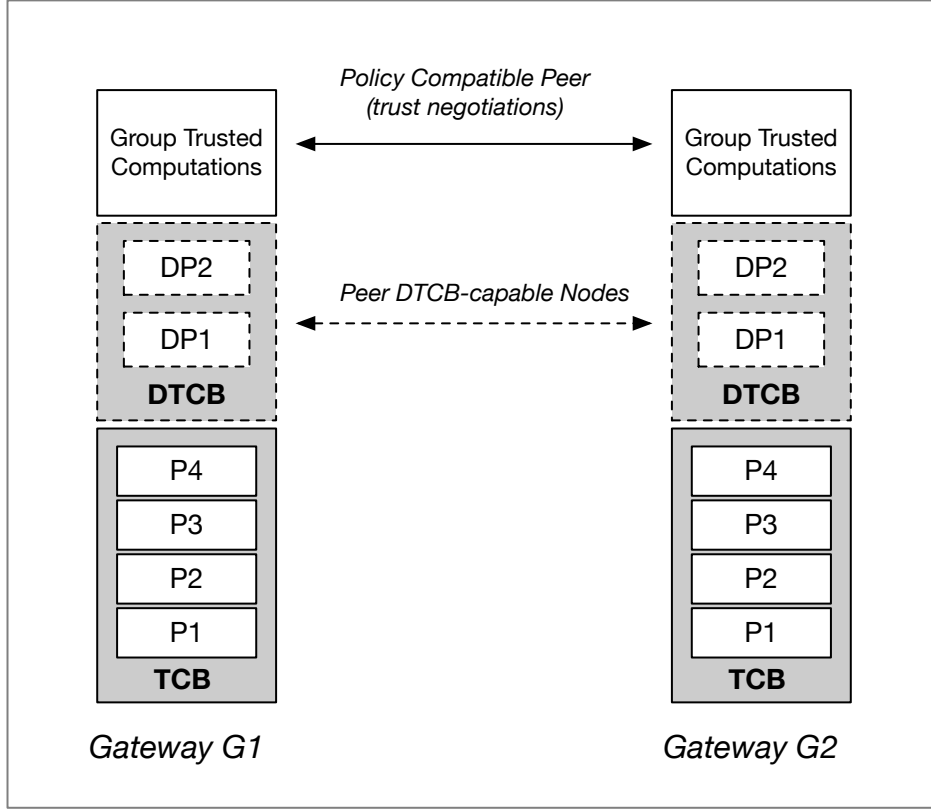 Policy Compatible Peer
(trust negotiations)
Group Trusted
Computations
Group Trusted
Computations
DP2
DP2
Peer DTCB-capable Nodes
DP1
DP1
DTCB
DTCB
P4
P4
P3
P3
P2
P2
P1
P1
TCB
TCB
Gateway G1
Gateway G2